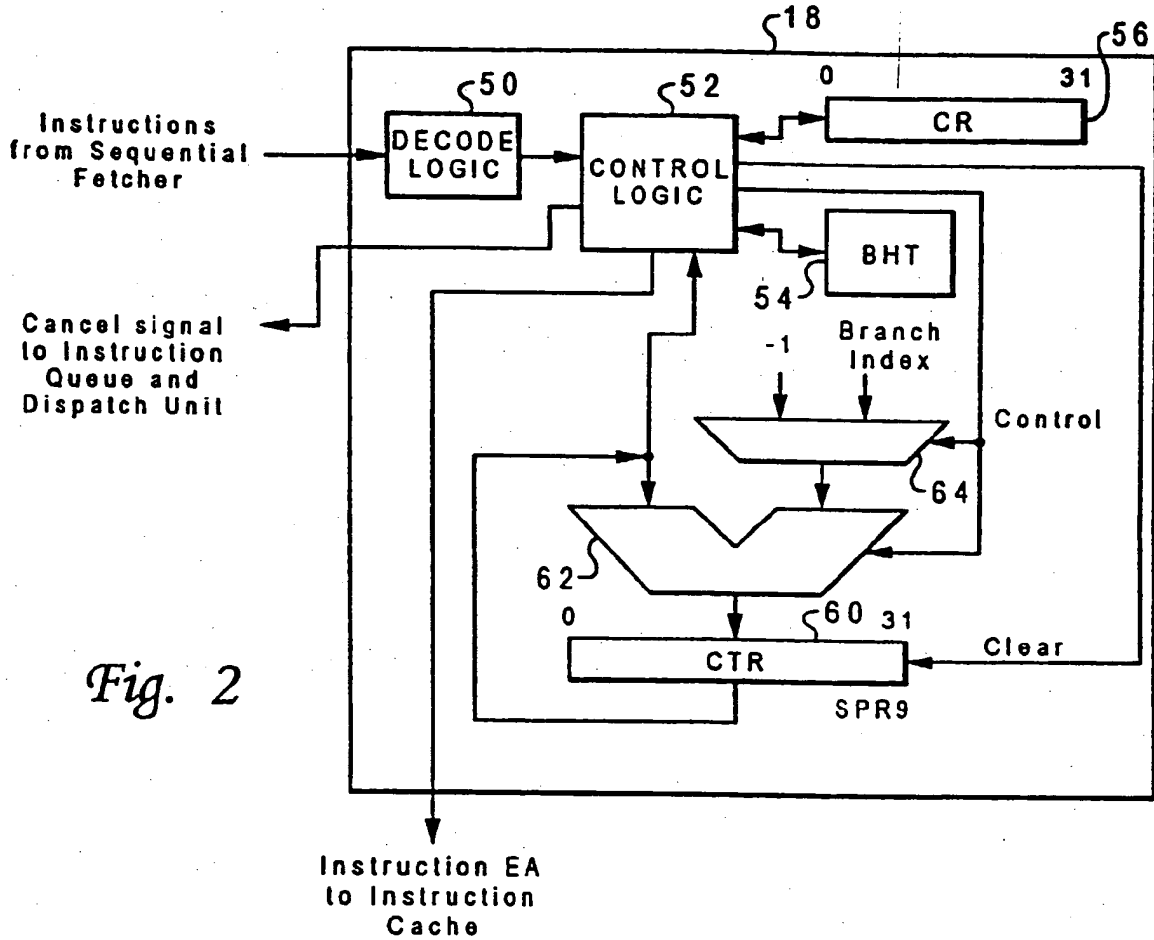 18
56
50
52
0
31
Instructions
from Sequential
Fetcher
DECODE
LOGIC
CONTROL
LOGIC
CR
BHT
54
Cancel signal
to Instruction
Queue and
Dispatch Unit
-1
Branch
Index
Control
64
62
0
60
31
CTR
Clear
SPR9
Fig. 2
Instruction EA
to Instruction
Cache